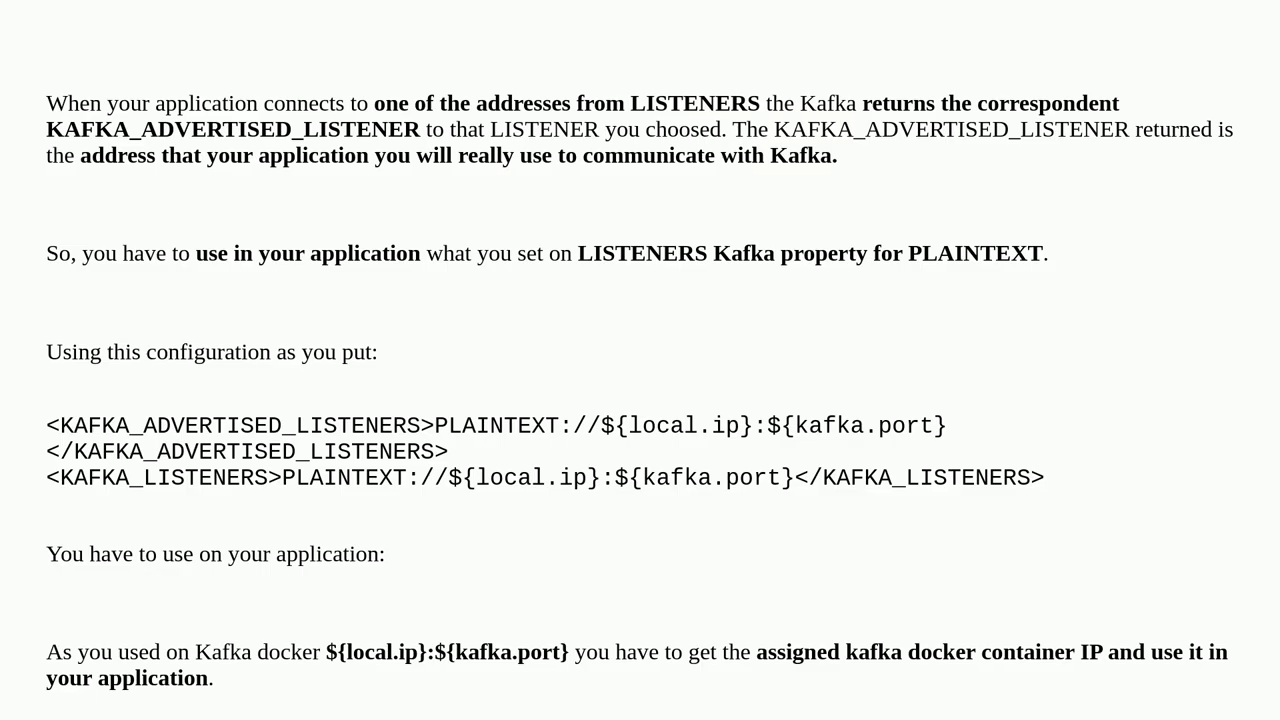 When your application connects to one of the addresses from LISTENERS the Kafka returns the correspondent
KAFKA_ADVERTISED_LISTENER to that LISTENER you choosed. The KAFKA_ADVERTISED_LISTENER returned is
the address that your application you will really use to communicate with Kafka.
So, you have to use in your application what you set on LISTENERS Kafka property for PLAINTEXT.
Using this configuration as you put:
<KAFKA_ADVERTISED_LISTENERS>PLAINTEXT://${local.ip}:${kafka.port}
</KAFKA_ADVERTISED_LISTENERS>
<KAFKA_LISTENERS>PLAINTEXT://${local.ip}:${kafka.port}</KAFKA_LISTENERS>
You have to use on your application:
As you used on Kafka docker ${local.ip}:${kafka.port} you have to get the assigned kafka docker container IP and use it in
your application.